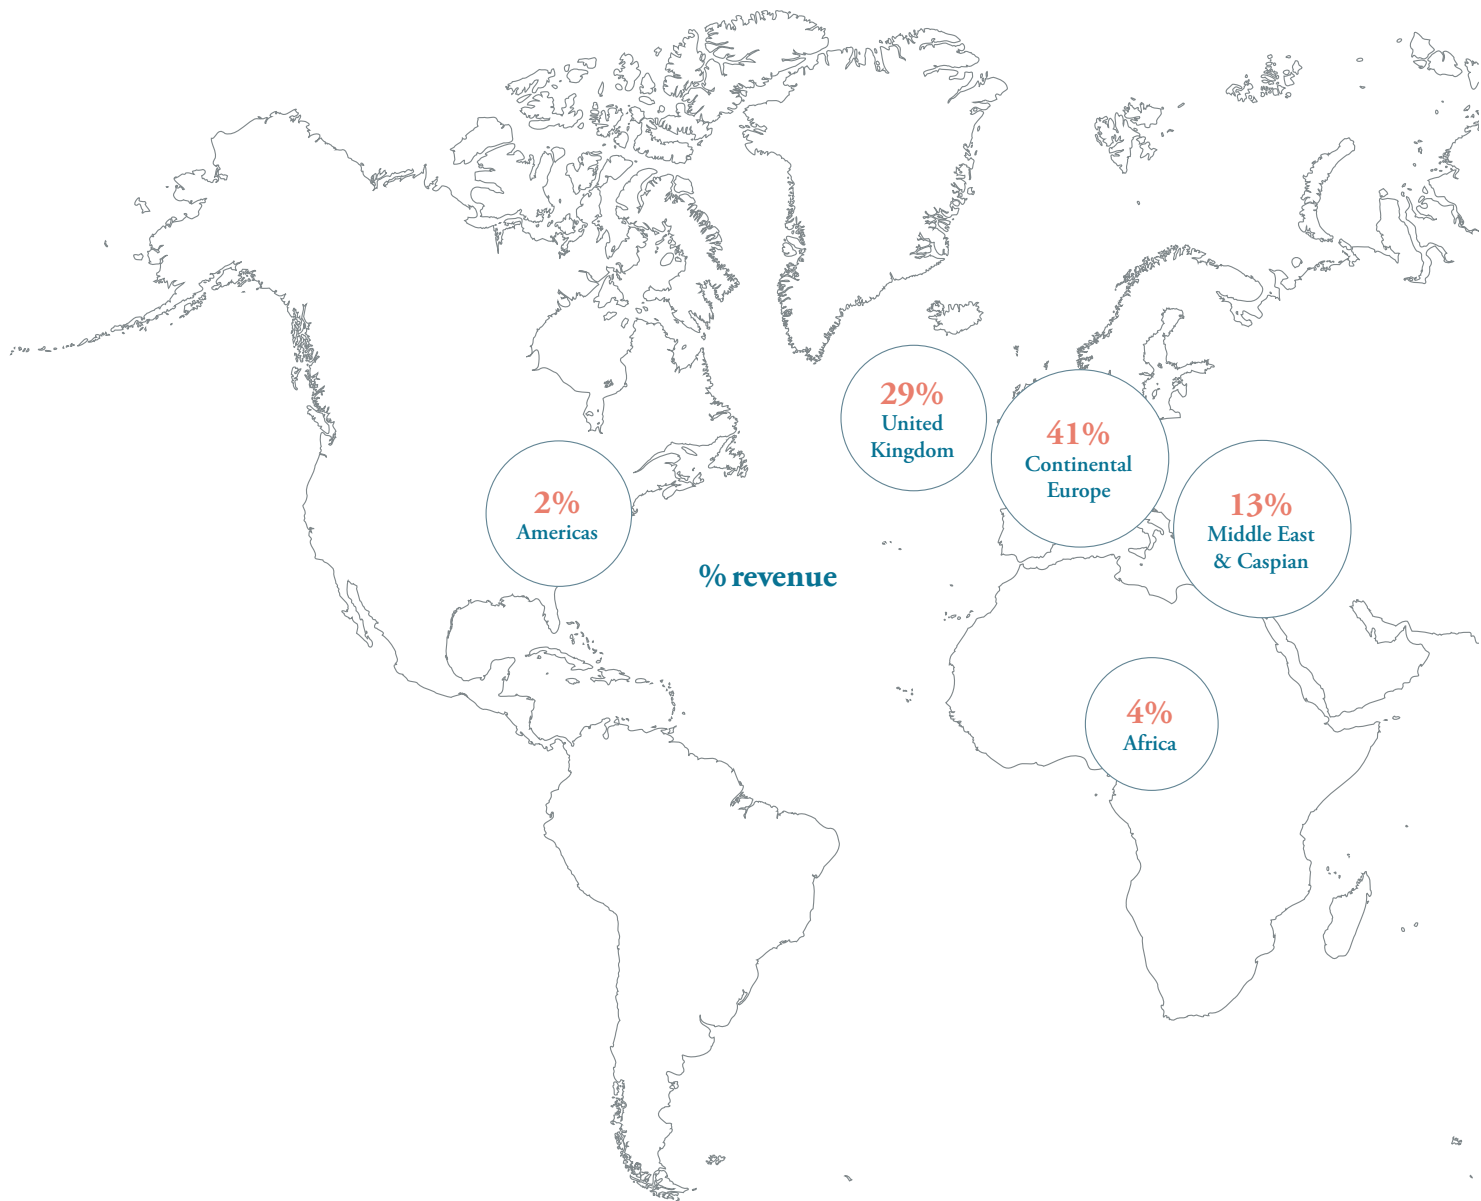 29%
United
Kingdom
41%
Continental
Europe
2%
Americas
13%
Middle East
& Caspian
% revenue
4%
Africa